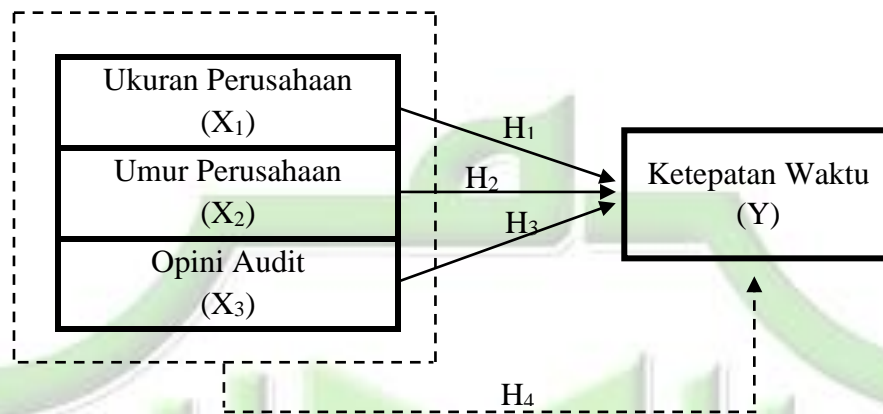 Ukuran Perusahaan
(X₁)
H₁
Umur Perusahaan
(X₂)
H₂
Ketepatan Waktu
(Y)
H₃
Opini Audit
(X₃)
H₄